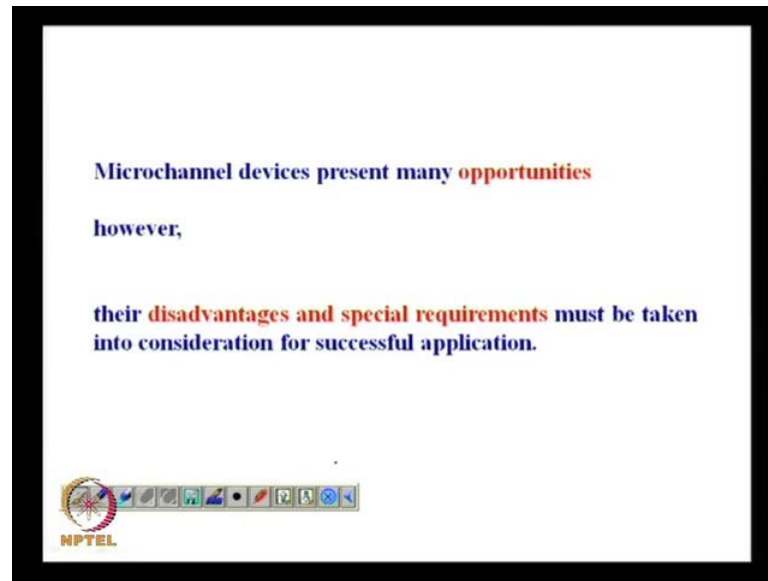 Microchannel devices present many opportunities
however,
their disadvantages and special requirements must be taken
into consideration for successful application.
NPTEL